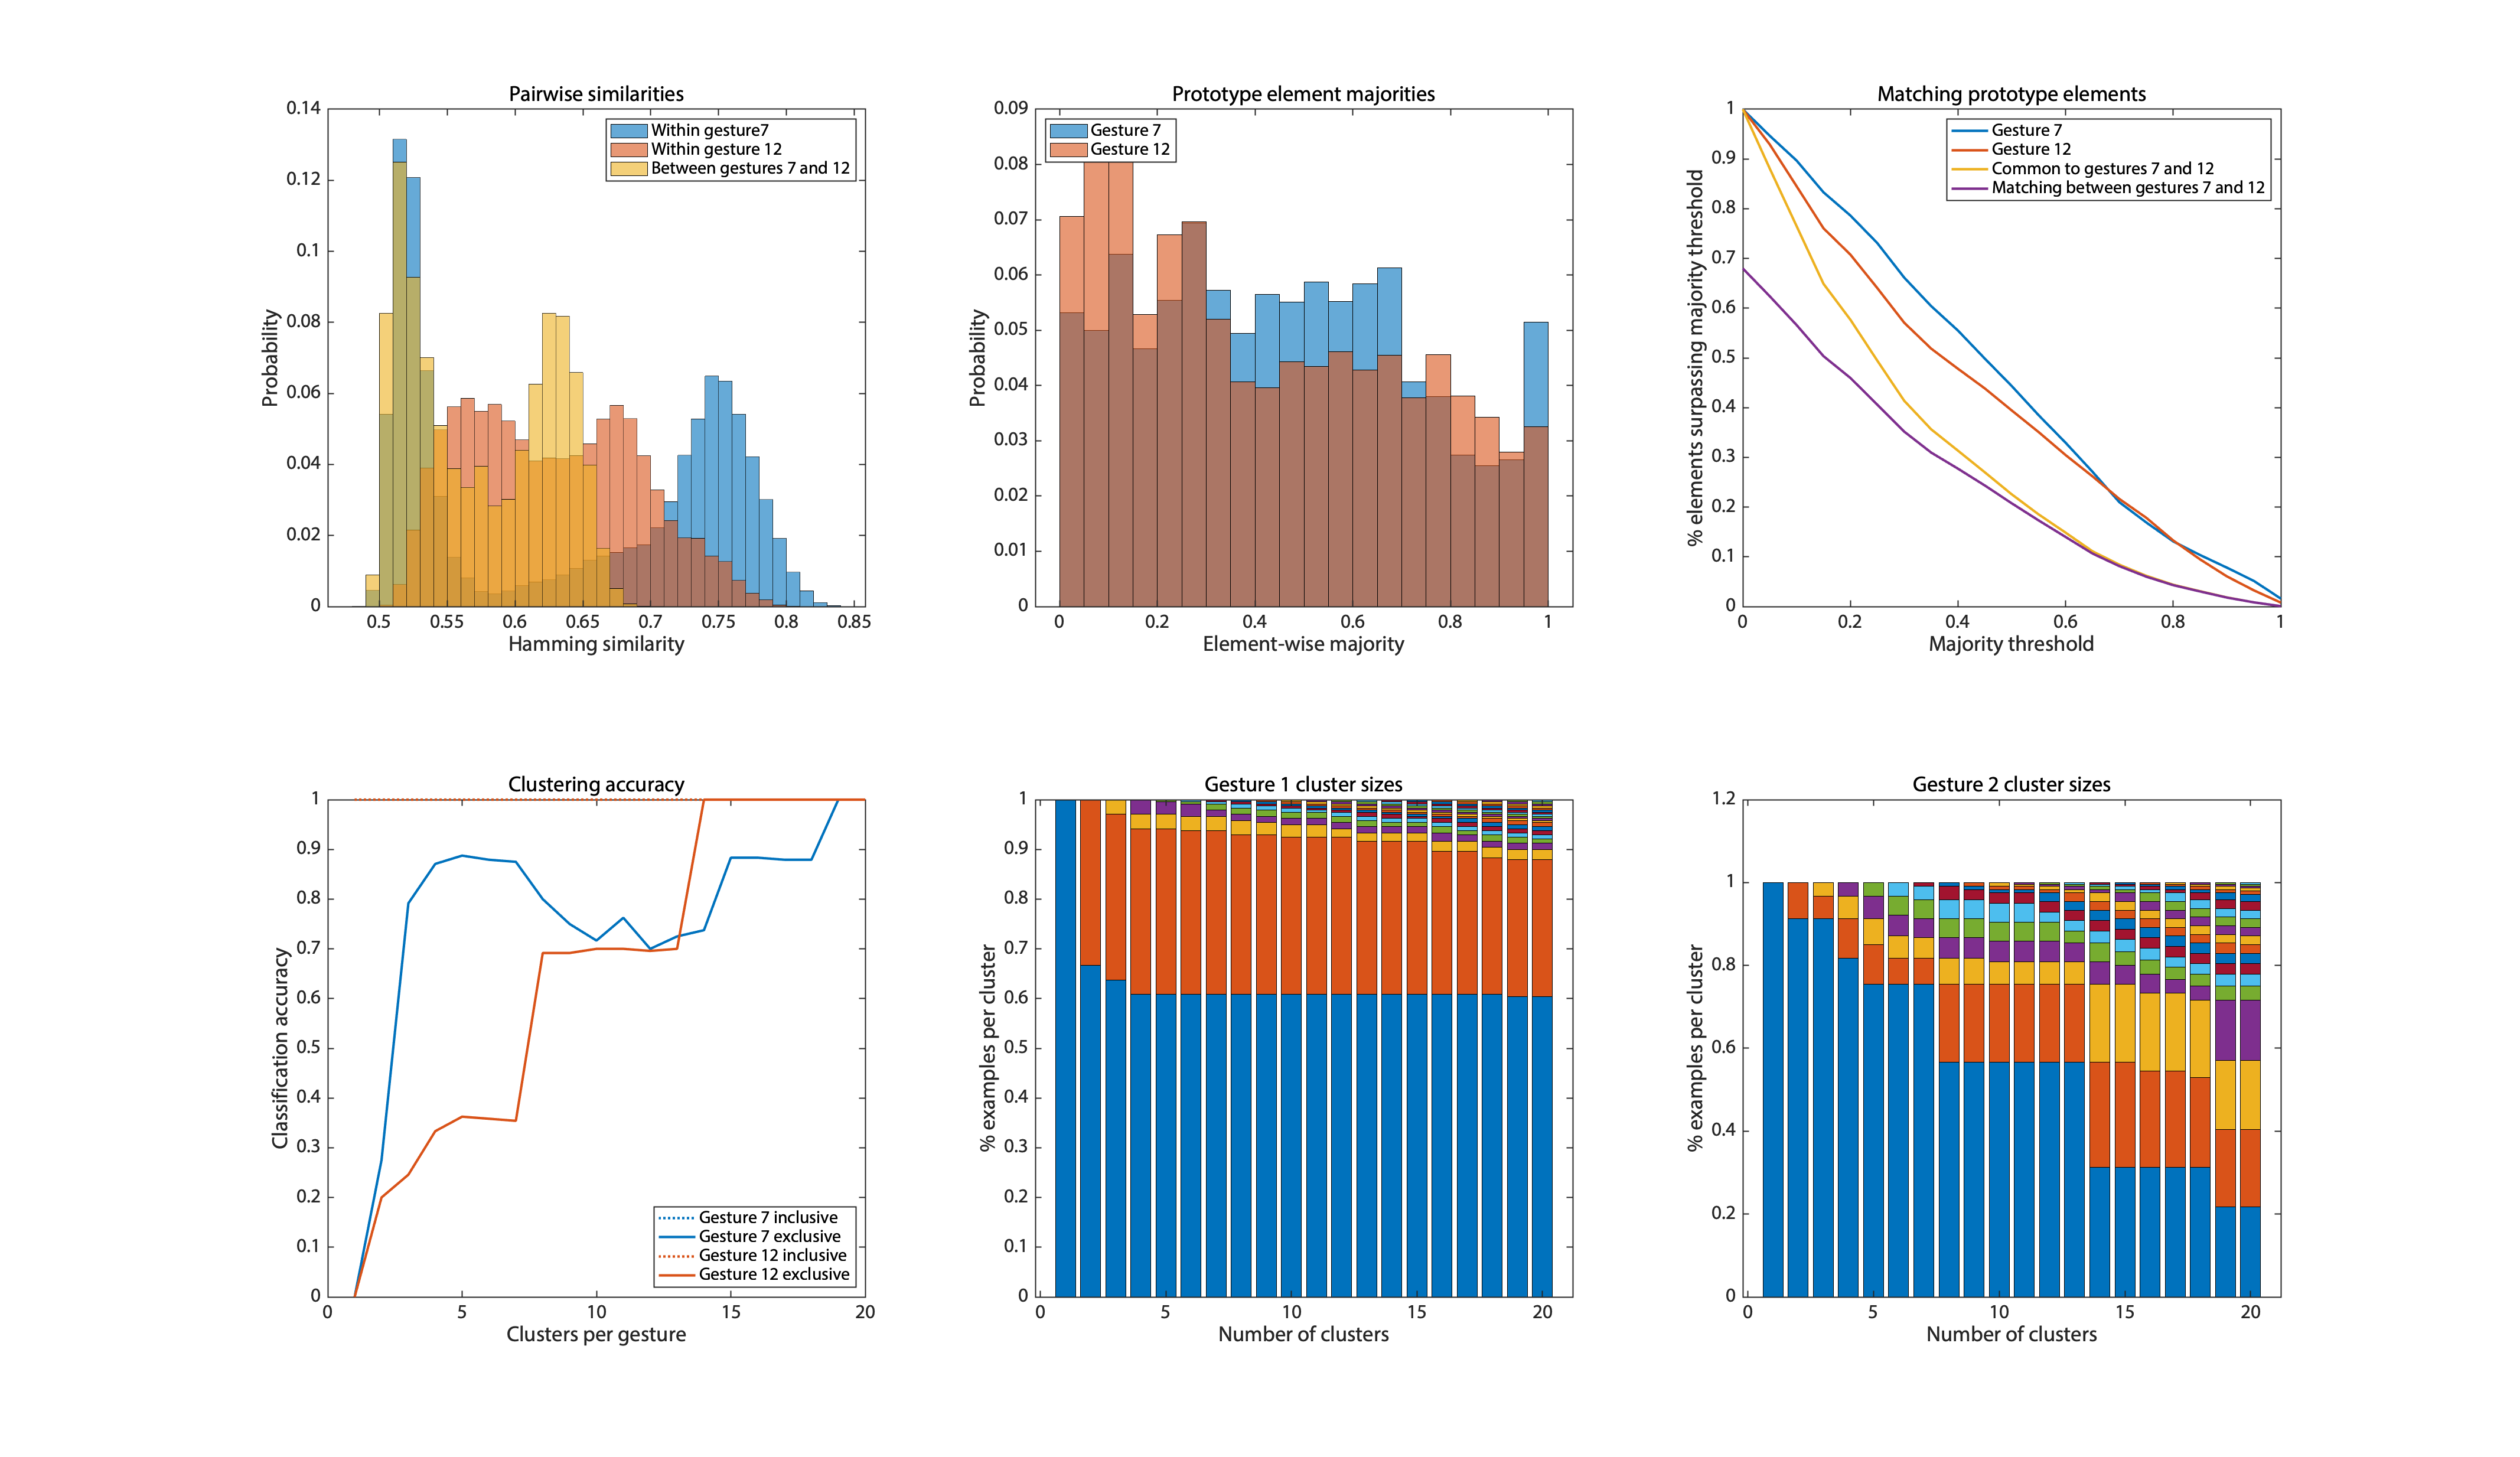 Pairwise similarities
0.14
0.12
0.1
0.08
0.06
0.04
0.02
0
Probability
Within gesture7
Within gesture 12
Between gestures 7 and 12
0.5 0.55 0.6 0.65 0.7 0.75 0.8 0.85
Hamming similarity
Prototype element majorities
0.09
0.08
0.07
0.06
0.05
0.04
0.03
0.02
0.01
0
Probability
Gesture 7
Gesture 12
0 0.2 0.4 0.6 0.8 1
Element-wise majority
Matching prototype elements
1
0.9
0.8
0.7
0.6
0.5
0.4
0.3
0.2
0.1
0
% elements surpassing majority threshold
Gesture 7
Gesture 12
Common to gestures 7 and 12
Matching between gestures 7 and 12
0 0.2 0.4 0.6 0.8 1
Majority threshold
Clustering accuracy
1
0.9
0.8
0.7
0.6
0.5
0.4
0.3
0.2
0.1
0
Classification accuracy
Gesture 7 inclusive
Gesture 7 exclusive
Gesture 12 inclusive
Gesture 12 exclusive
0 5 10 15 20
Clusters per gesture
Gesture 1 cluster sizes
1
0.9
0.8
0.7
0.6
0.5
0.4
0.3
0.2
0.1
0
% examples per cluster
0 5 10 15 20
Number of clusters
Gesture 2 cluster sizes
1.2
1
0.8
0.6
0.4
0.2
0
% examples per cluster
0 5 10 15 20
Number of clusters